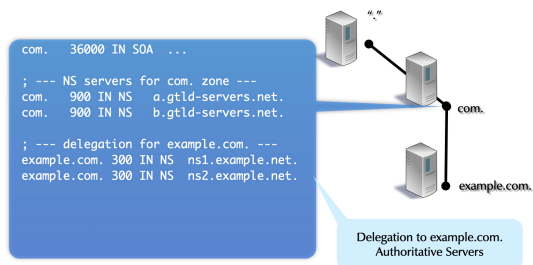 "."
com.   36000 IN SOA  ...
; --- NS servers for com. zone ---
com.   900 IN NS   a.gtld-servers.net.
com.   900 IN NS   b.gtld-servers.net.
com.
; --- delegation for example.com. ---
example.com. 300 IN NS  ns1.example.net.
example.com. 300 IN NS  ns2.example.net.
example.com.
Delegation to example.com.
Authoritative Servers